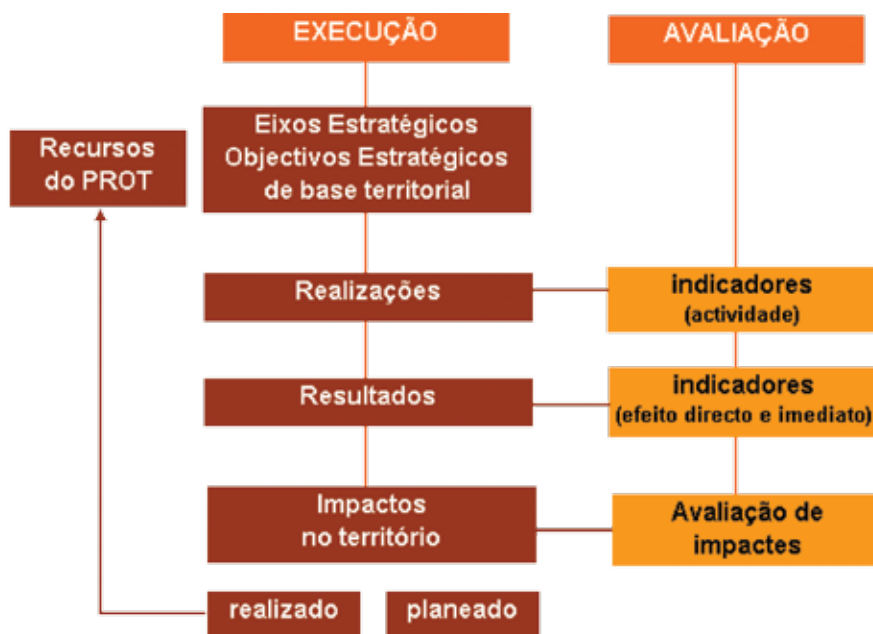 EXECUÇÃO
AVALIAÇÃO
Recursos
do PROT
Eixos Estratégicos
Objectivos Estratégicos
de base territorial
Realizações
indicadores
(actividade)
Resultados
indicadores
(efeito directo e imediato)
Impactos
no território
Avaliação de
impactes
realizado
planeado